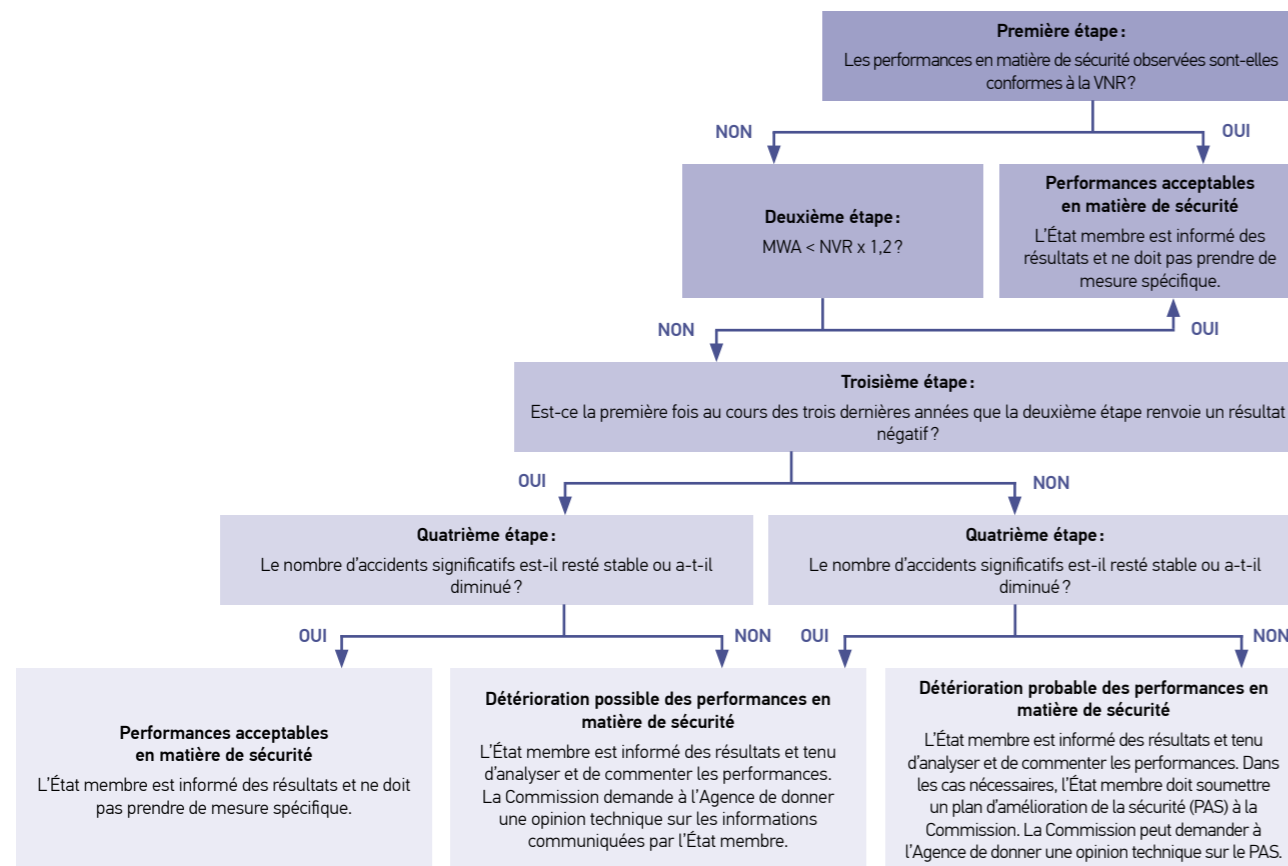 Première étape :
Les performances en matière de sécurité observées sont-elles
conformes à la VNR ?
NON
OUI
Deuxième étape :
MWA < NVR x 1,2 ?
Performances acceptables
en matière de sécurité
L'État membre est informé des
résultats et ne doit pas prendre de
mesure spécifique.
NON
OUI
Troisième étape :
Est-ce la première fois au cours des trois dernières années que la deuxième étape renvoie un résultat
négatif ?
OUI
NON
Quatrième étape :
Le nombre d'accidents significatifs est-il resté stable ou a-t-il
diminué ?
Quatrième étape :
Le nombre d'accidents significatifs est-il resté stable ou a-t-il
diminué ?
OUI
NON
OUI
NON
Performances acceptables
en matière de sécurité
L'État membre est informé des résultats et ne doit
pas prendre de mesure spécifique.
Détérioration possible des performances en
matière de sécurité
L'État membre est informé des résultats et tenu
d'analyser et de commenter les performances.
La Commission demande à l'Agence de donner
une opinion technique sur les informations
communiquées par l'État membre.
Détérioration probable des performances en
matière de sécurité
L'État membre est informé des résultats et tenu
d'analyser et de commenter les performances. Dans
les cas nécessaires, l'État membre doit soumettre
un plan d'amélioration de la sécurité (PAS) à la
Commission. La Commission peut demander à
l'Agence de donner une opinion technique sur le PAS.